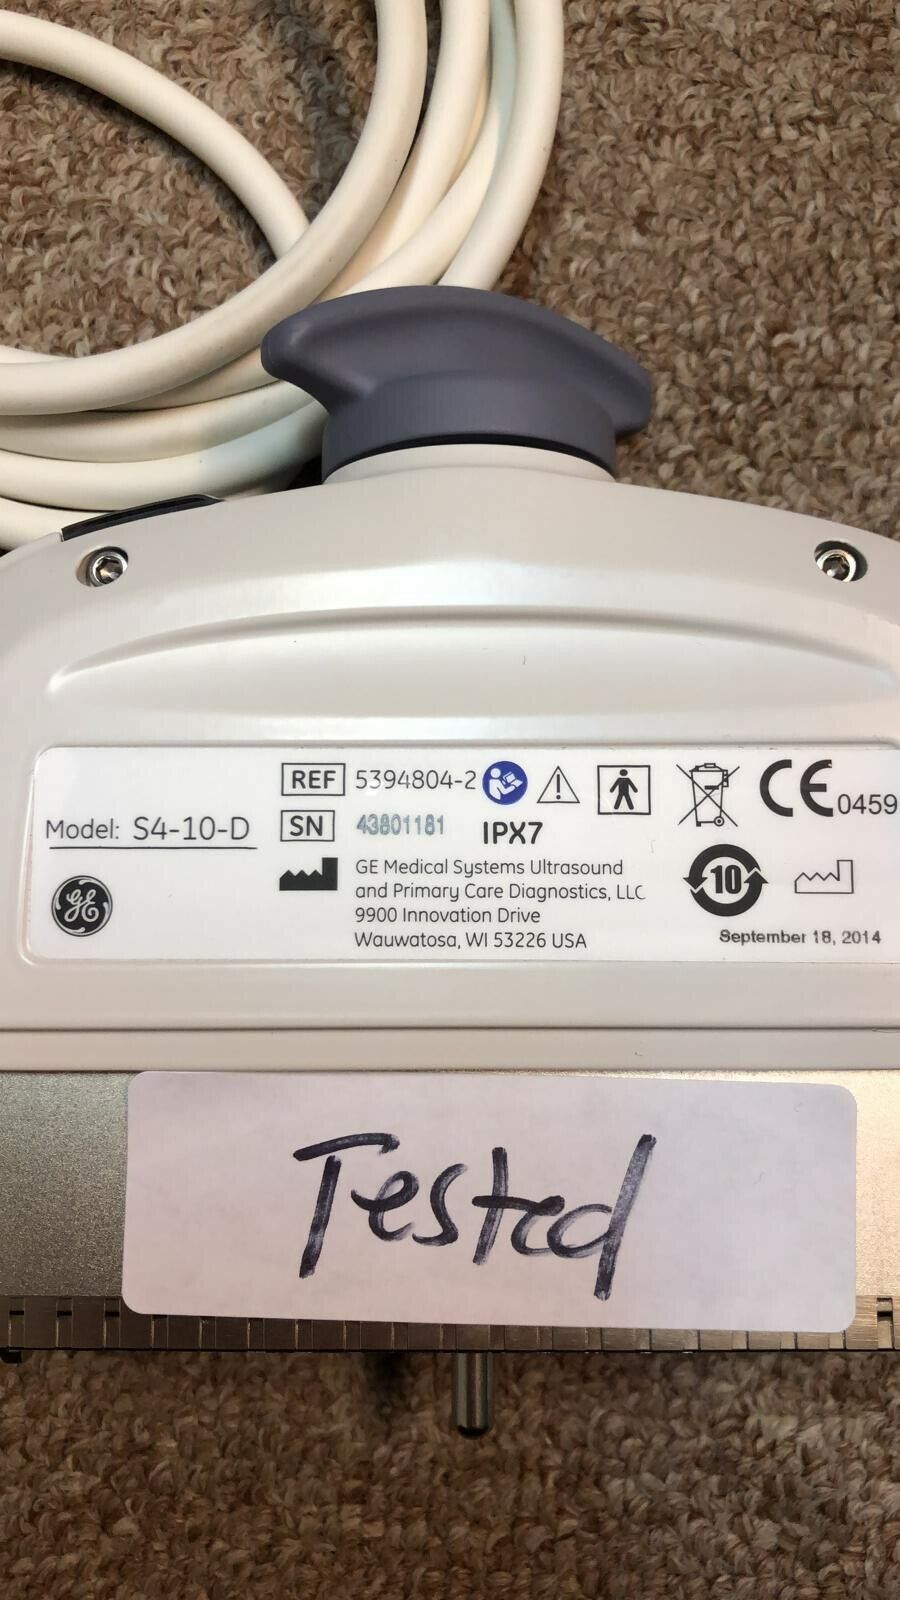 REF 5394804-2
Model: S4-10-D
SN 43801181
IPX7
CE 0459
GE
GE Medical Systems Ultrasound
and Primary Care Diagnostics, LLC
9900 Innovation Drive
Wauwatosa, WI 53226 USA
10
September 18, 2014
Tested